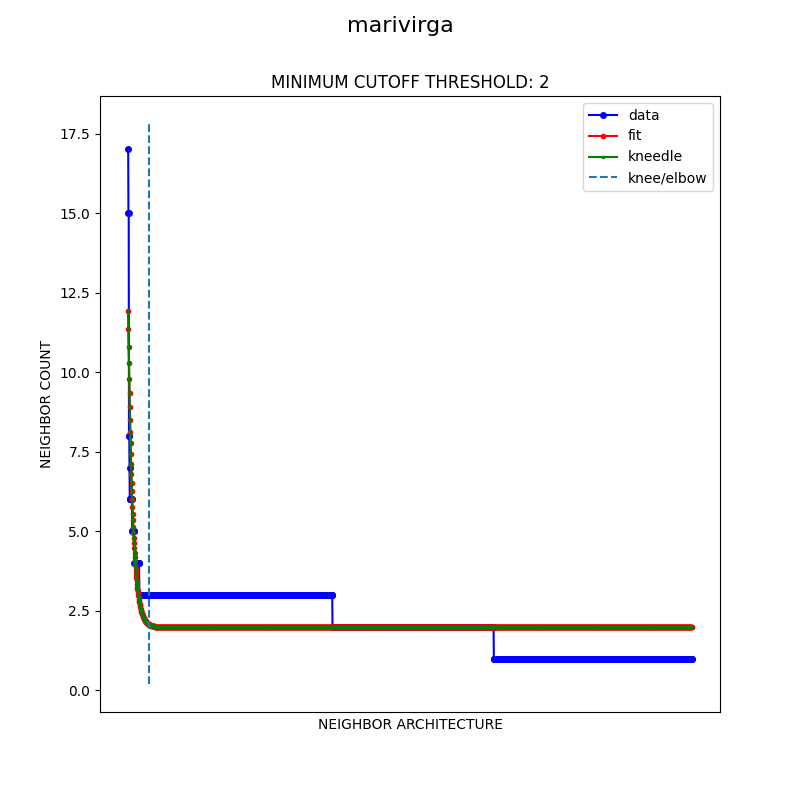 marivirga
MINIMUM CUTOFF THRESHOLD: 2
data
fit
kneedle
knee/elbow
17.5
15.0
12.5
10.0
7.5
5.0
2.5
0.0
NEIGHBOR COUNT
NEIGHBOR ARCHITECTURE